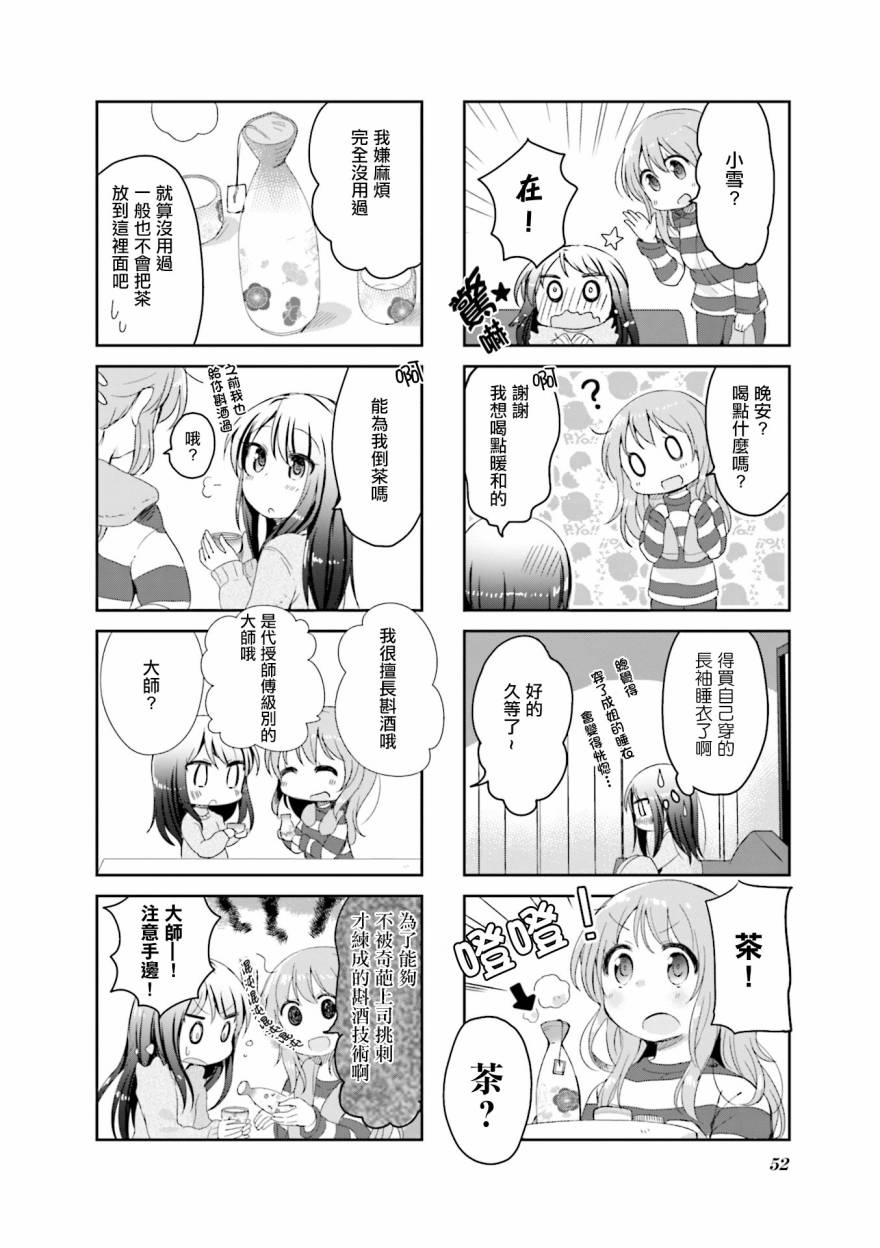 小雪？
在！
驚嚇
晚安？
喝點什麼嗎？
謝謝
我想喝點暖和的
啊
？
P.Yo!!
得買自己穿的
長袖睡衣了啊
總覺得
穿了成姐的睡衣
會變得恍惚…
好的
久等了～
茶！
噔噔！
茶？
我嫌麻煩
完全沒用過
就算沒用過
一般也不會把茶
放到這裡面吧
能為我倒茶嗎
啊
之前我也
給你斟酒過
哦？
我很擅長斟酒哦
是代授師傅級別的
大師哦
大師？
為了能夠
不被奇葩上司挑刺
才練成的斟酒技術啊
大師—！
注意手邊！
52